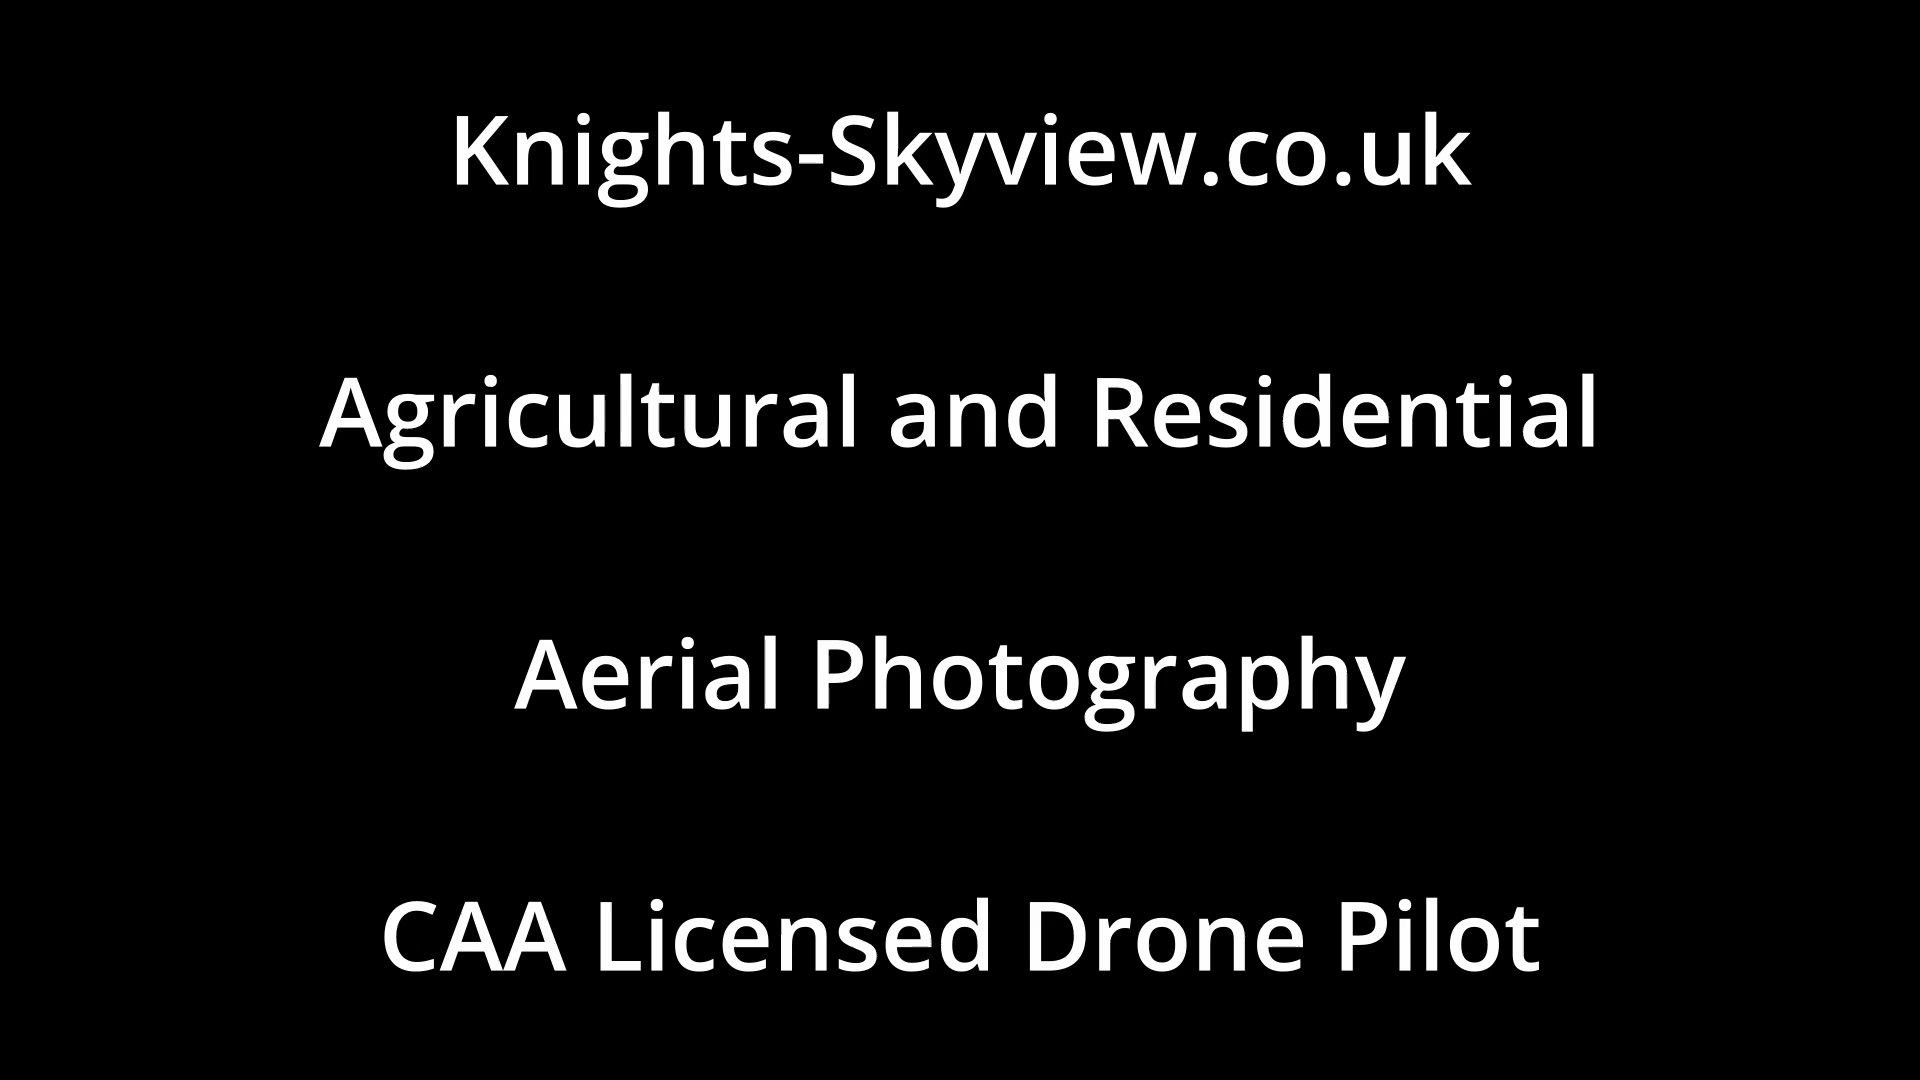 Knights-Skyview.co.uk
Agricultural and Residential
Aerial Photography
CAA Licensed Drone Pilot